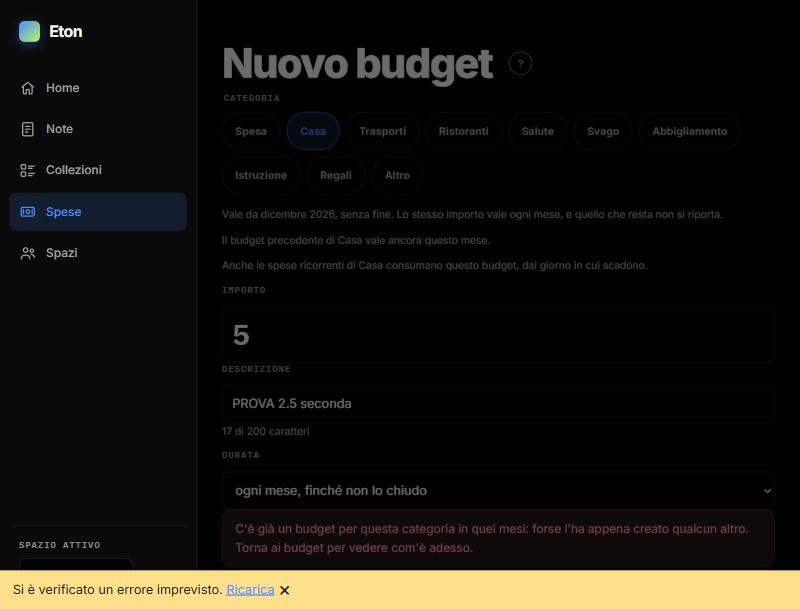 Eton
Home
Note
Collezioni
Spese
Spazi
SPAZIO ATTIVO
Nuovo budget ?
CATEGORIA
Spesa Casa Trasporti Ristoranti Salute Svago Abbigliamento
Istruzione Regali Altro
Vale da dicembre 2026, senza fine. Lo stesso importo vale ogni mese, e quello che resta non si riporta.
Il budget precedente di Casa vale ancora questo mese.
Anche le spese ricorrenti di Casa consumano questo budget, dal giorno in cui scadono.
IMPORTO
5
DESCRIZIONE
PROVA 2.5 seconda
17 di 200 caratteri
DURATA
ogni mese, finché non lo chiudo
C'è già un budget per questa categoria in quei mesi: forse l'ha appena creato qualcun altro.
Torna ai budget per vedere com'è adesso.
Si è verificato un errore imprevisto. Ricarica ✕